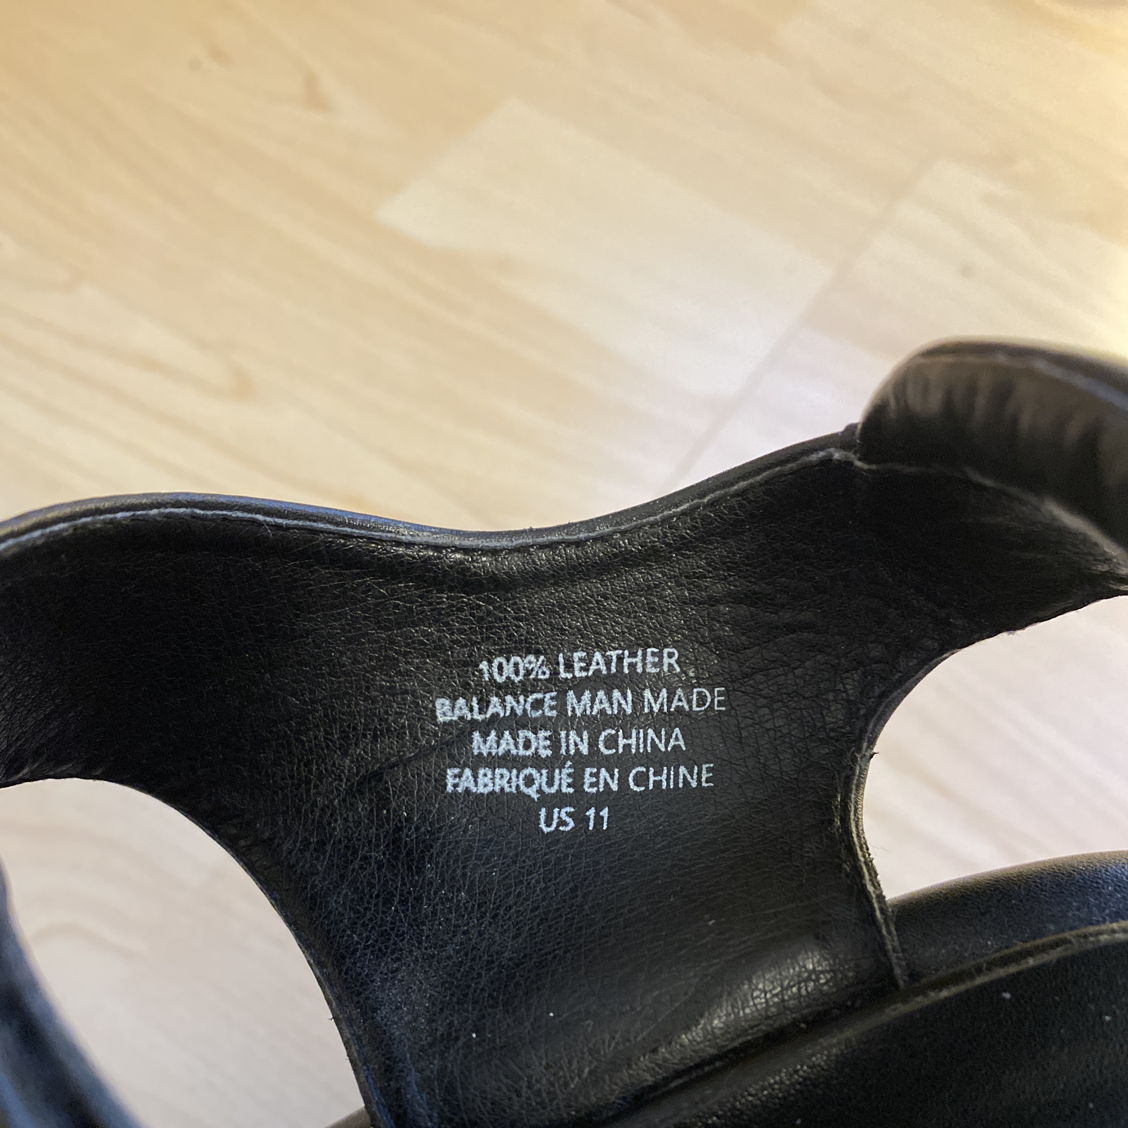 100% LEATHER
BALANCE MAN MADE
MADE IN CHINA
FABRIQUÉ EN CHINE
US 11